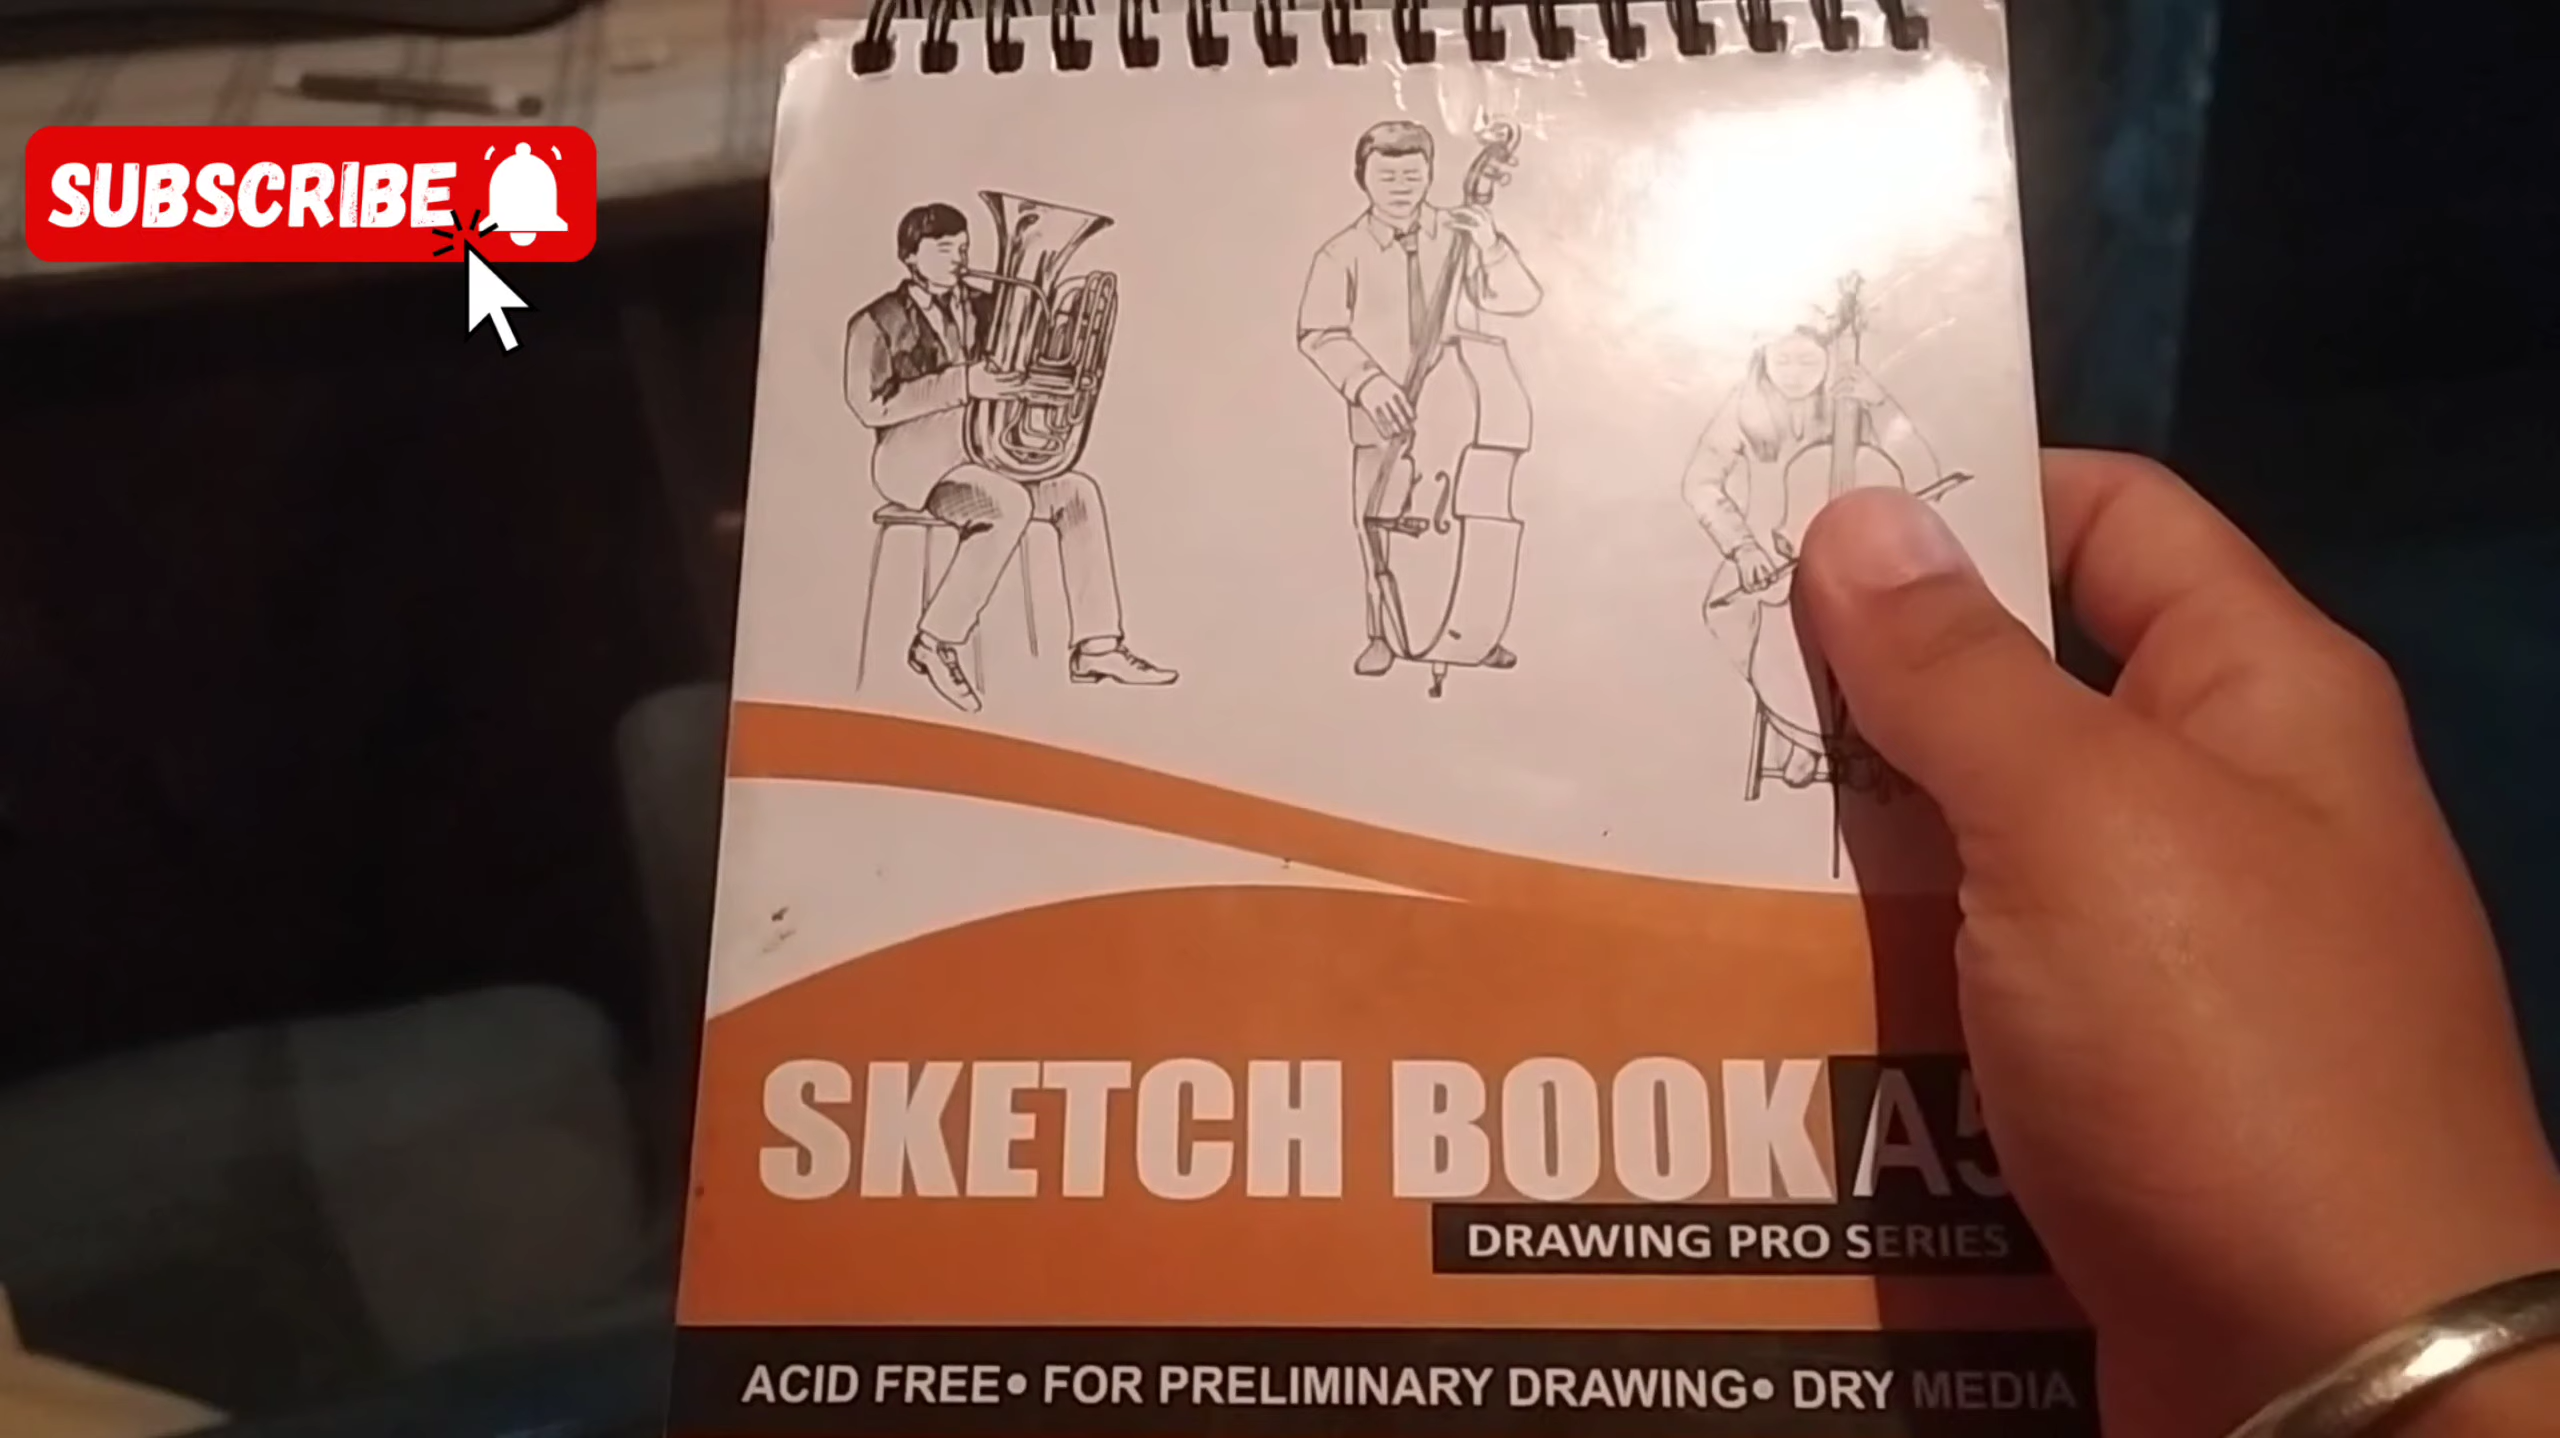 SUBSCRIBE
SKETCH BOOK A5
DRAWING PRO SERIES
ACID FREE• FOR PRELIMINARY DRAWING• DRY MEDIA